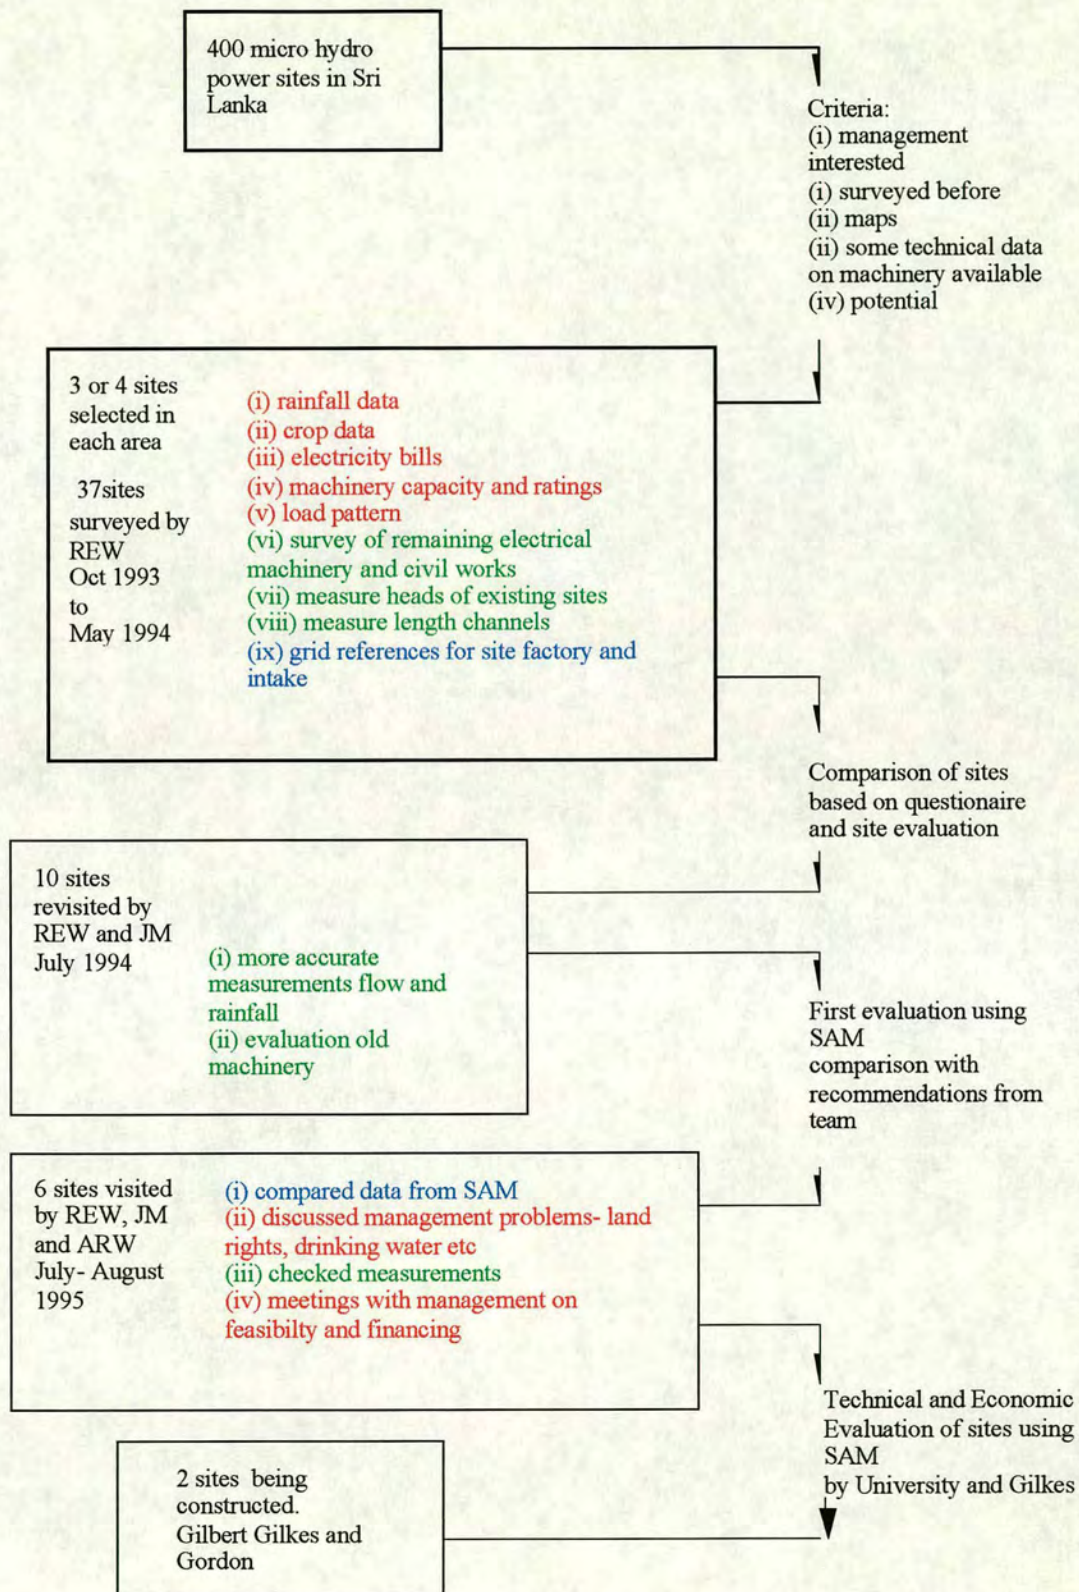 400 micro hydro
power sites in Sri
Lanka
Criteria:
(i) management
interested
(i) surveyed before
(ii) maps
(ii) some technical data
on machinery available
(iv) potential
3 or 4 sites
selected in
each area
37sites
surveyed by
REW
Oct 1993
to
May 1994
(i) rainfall data
(ii) crop data
(iii) electricity bills
(iv) machinery capacity and ratings
(v) load pattern
(vi) survey of remaining electrical
machinery and civil works
(vii) measure heads of existing sites
(viii) measure length channels
(ix) grid references for site factory and
intake
Comparison of sites
based on questionaire
and site evaluation
10 sites
revisited by
REW and JM
July 1994
(i) more accurate
measurements flow and
rainfall
(ii) evaluation old
machinery
First evaluation using
SAM
comparison with
recommendations from
team
6 sites visited
by REW, JM
and ARW
July- August
1995
(i) compared data from SAM
(ii) discussed management problems- land
rights, drinking water etc
(iii) checked measurements
(iv) meetings with management on
feasibilty and financing
Technical and Economic
Evaluation of sites using
SAM
by University and Gilkes
2 sites being
constructed.
Gilbert Gilkes and
Gordon